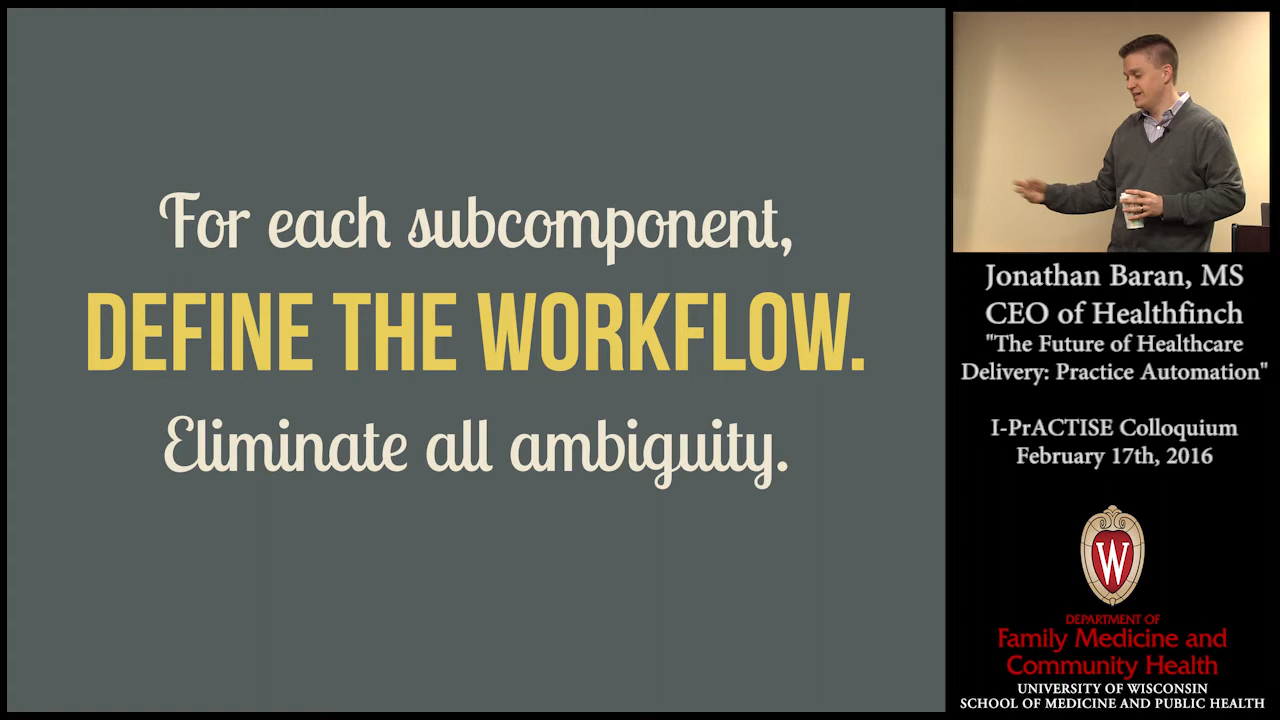 For each subcomponent,
DEFINE THE WORKFLOW.
Eliminate all ambiguity.
Jonathan Baran, MS
CEO of Healthfinch
"The Future of Healthcare
Delivery: Practice Automation"
I-PrACTISE Colloquium
February 17th, 2016
W
DEPARTMENT OF
Family Medicine and
Community Health
UNIVERSITY OF WISCONSIN
SCHOOL OF MEDICINE AND PUBLIC HEALTH